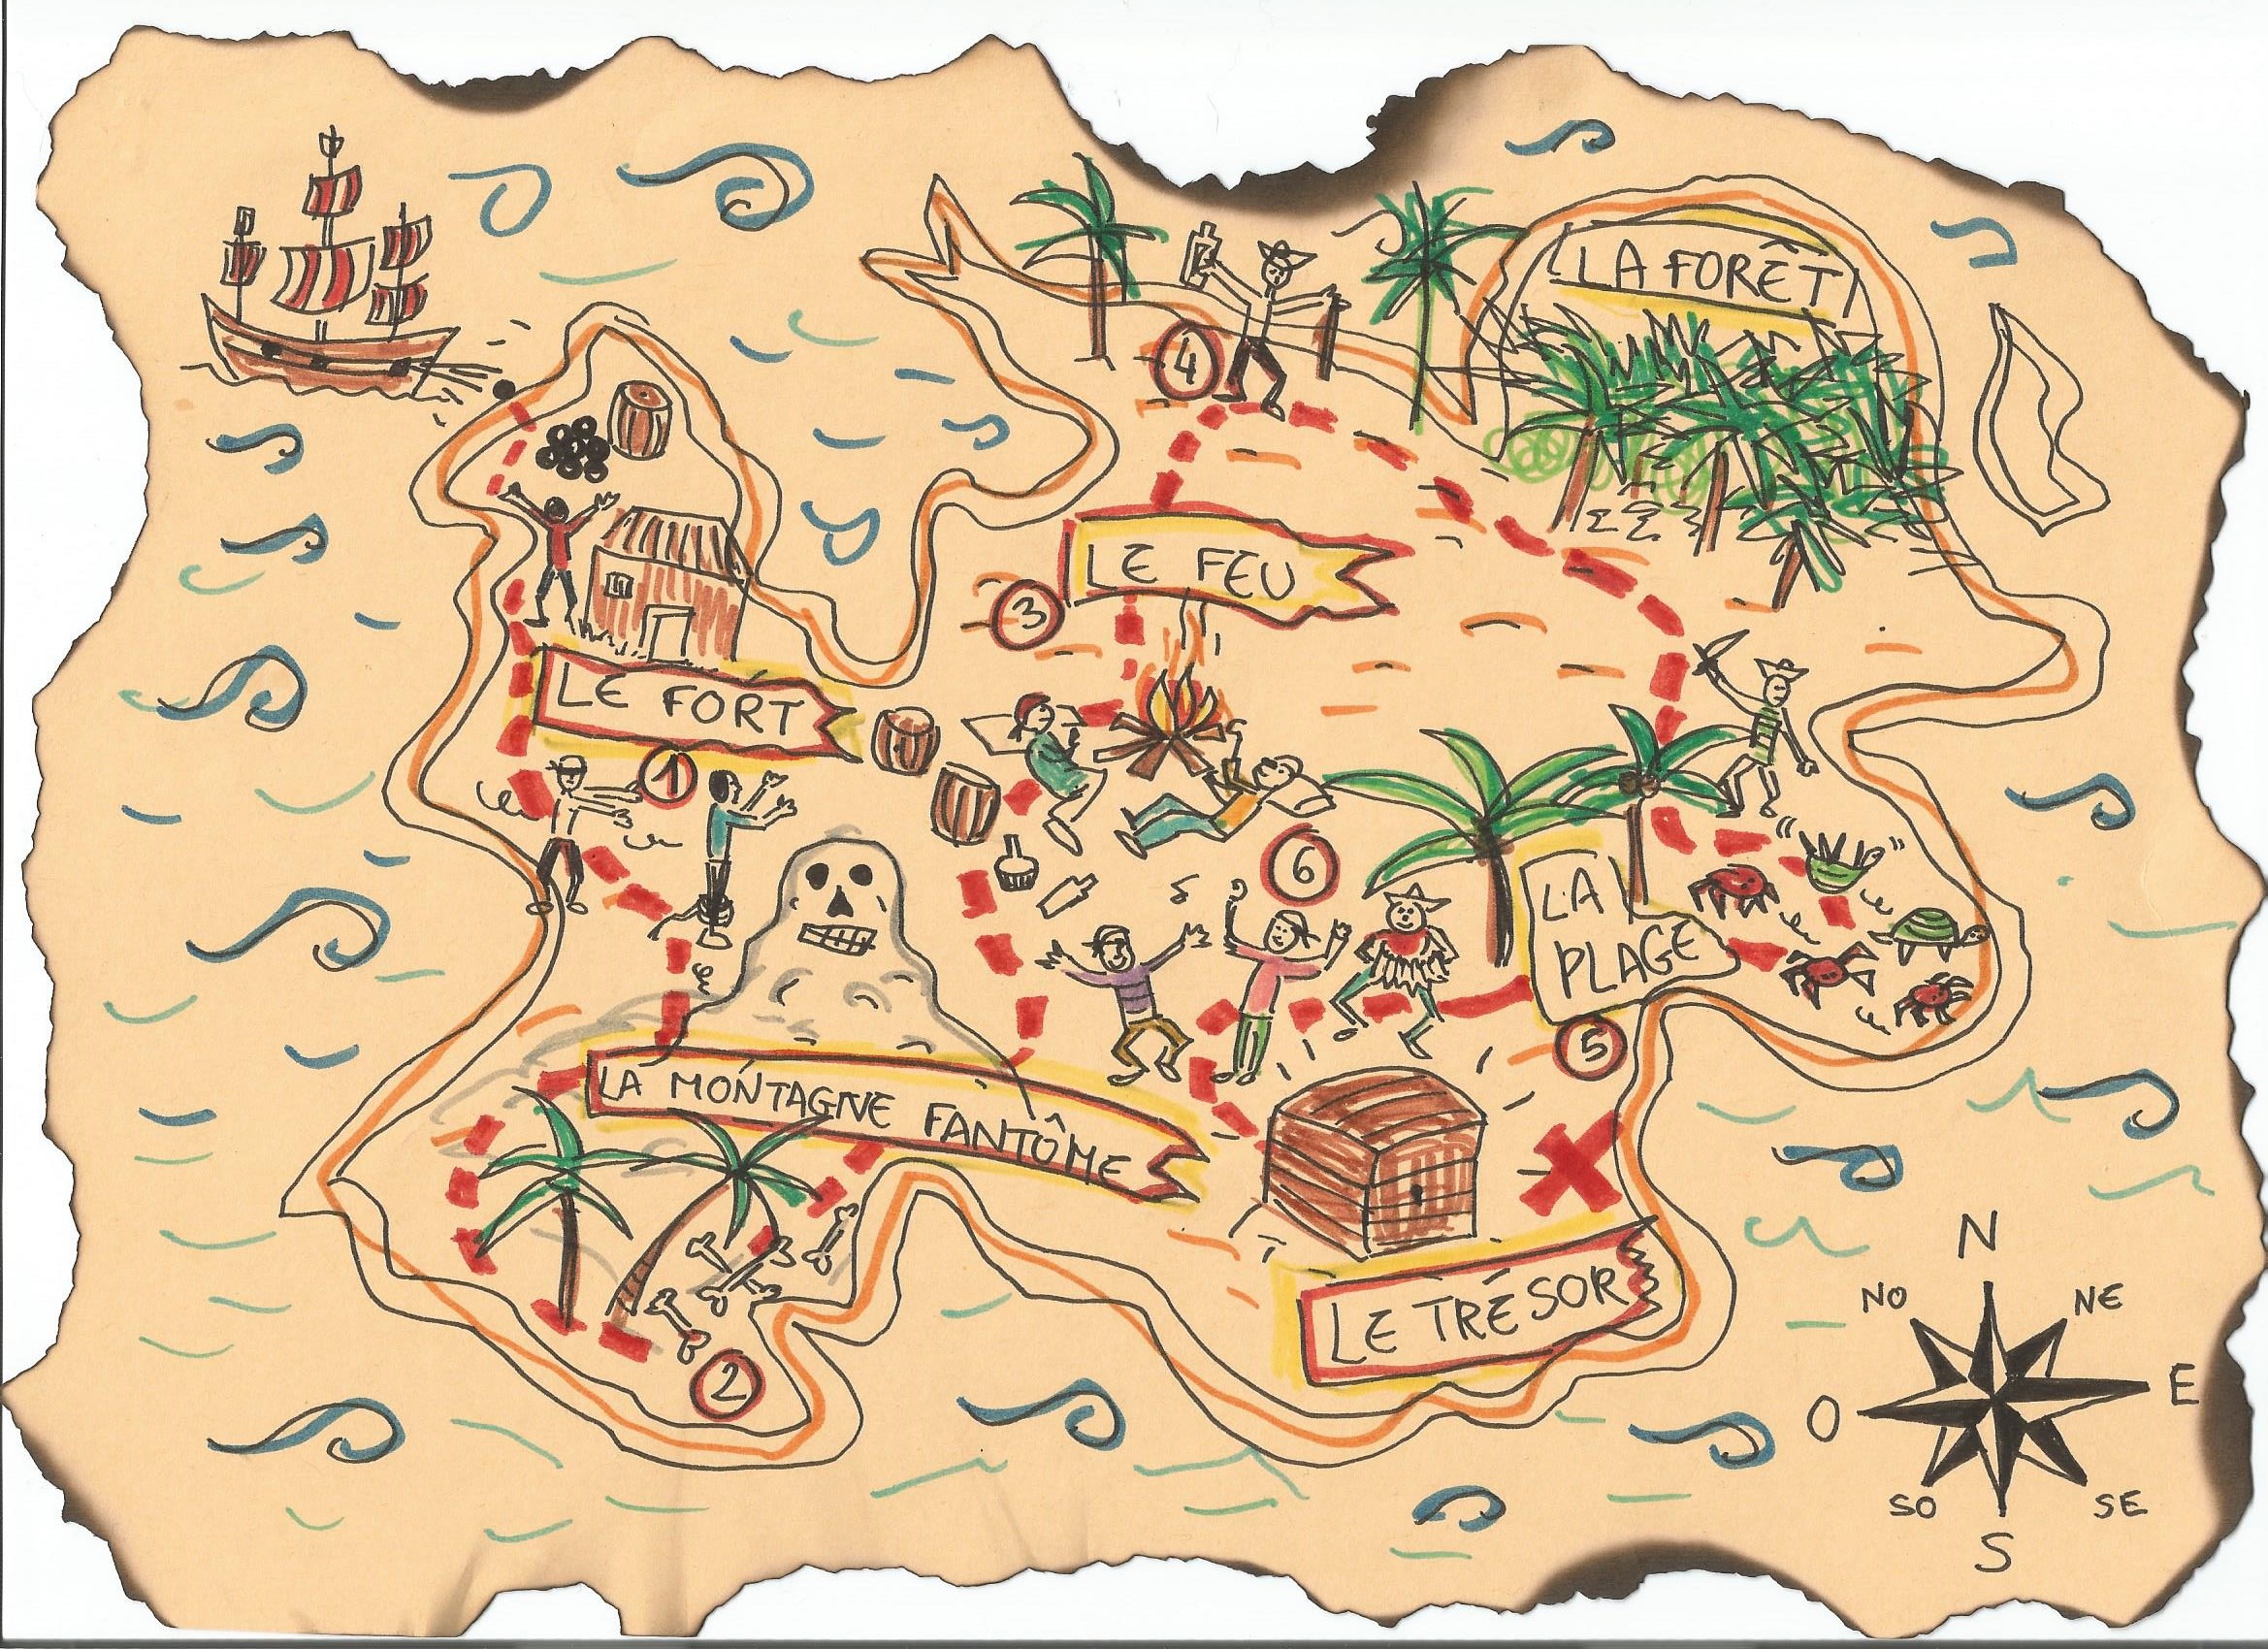 LA FORÊT
4
LE FEU
3
LE FORT
1
6
LA
PLAGE
5
LA MONTAGNE FANTÔME
2
LE TRÉSOR
N
NO
NE
E
O
SO
SE
S